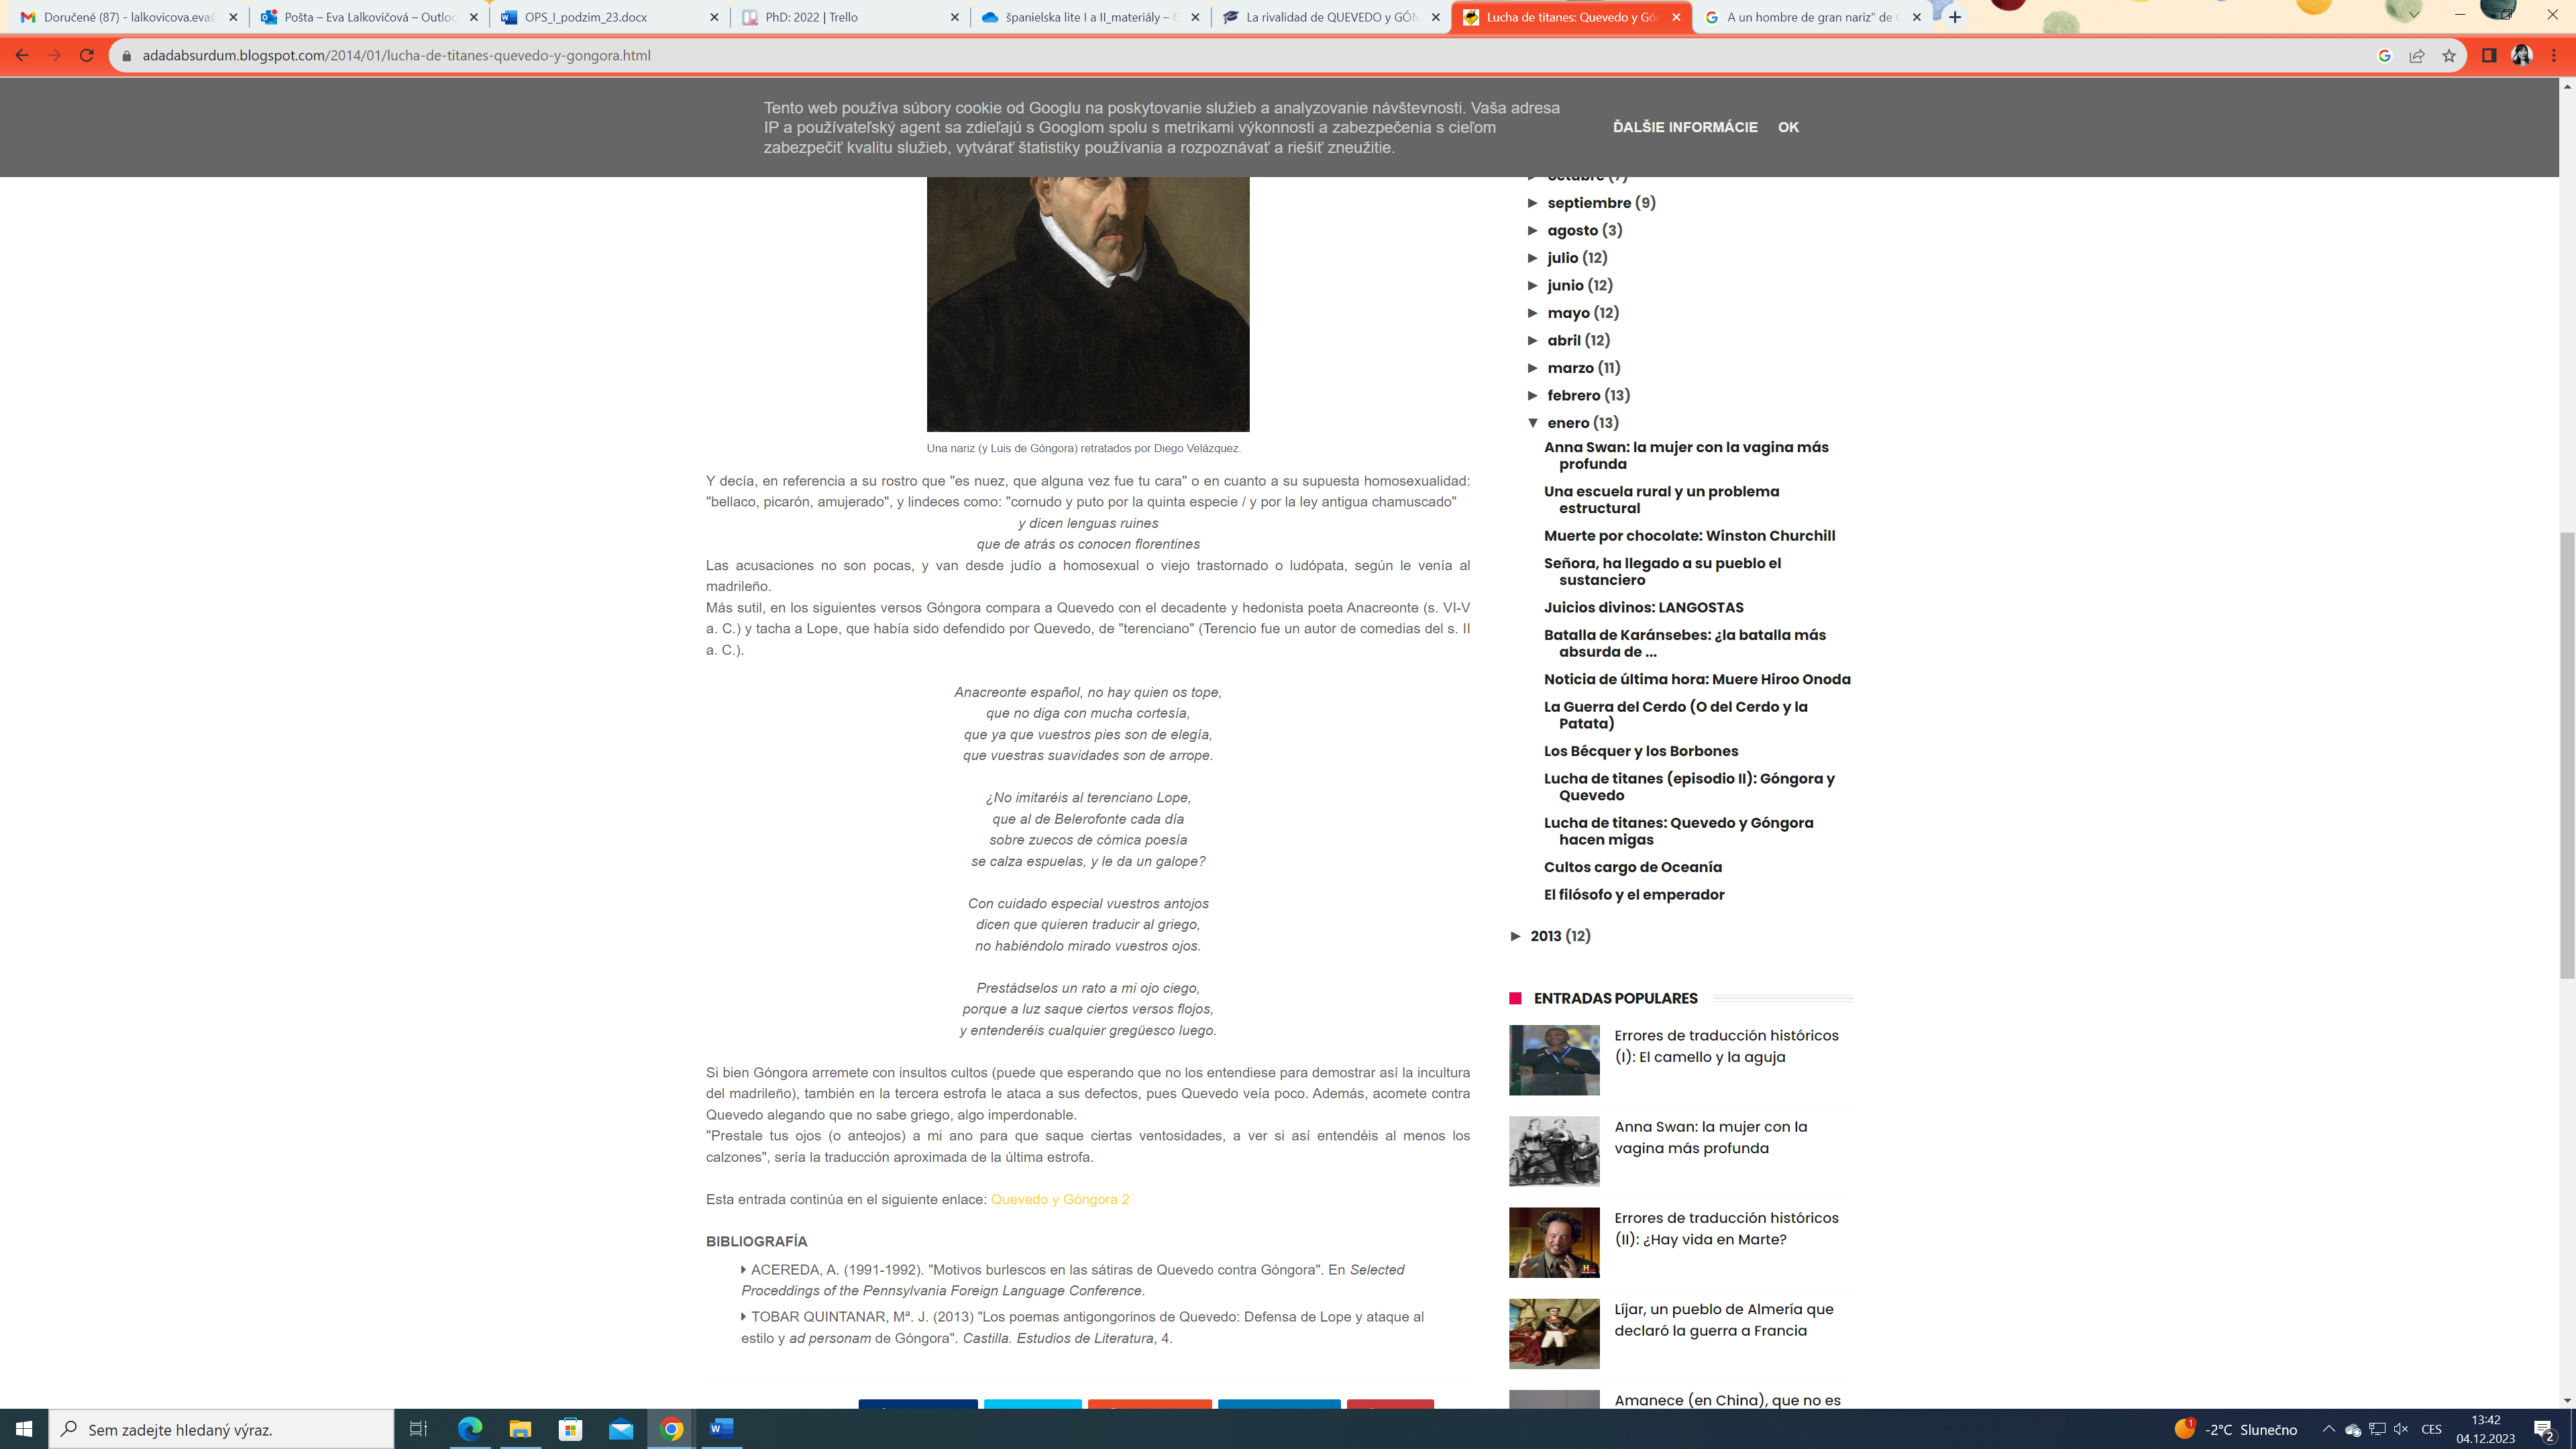 Doručené (87) - lalkovicova.eva@
Pošta – Eva Lalkovičová – Outlo
OPS_I_podzim_23.docx
PhD: 2022 | Trello
španielska lite I a II_materiály –
La rivalidad de QUEVEDO y GÓN
Lucha de titanes: Quevedo y Gó
A un hombre de gran nariz" de
adadabsurdum.blogspot.com/2014/01/lucha-de-titanes-quevedo-y-gongora.html
Tento web používa súbory cookie od Googlu na poskytovanie služieb a analyzovanie návštevnosti. Vaša adresa
IP a používateľský agent sa zdieľajú s Googlom spolu s metrikami výkonnosti a zabezpečenia s cieľom
zabezpečiť kvalitu služieb, vytvárať štatistiky používania a rozpoznávať a riešiť zneužitie.
ĎALŠIE INFORMÁCIE OK
Una nariz (y Luis de Góngora) retratados por Diego Velázquez.
Y decía, en referencia a su rostro que "es nuez, que alguna vez fue tu cara" o en cuanto a su supuesta homosexualidad:
"bellaco, picarón, amujerado", y lindeces como: "cornudo y puto por la quinta especie / y por la ley antigua chamuscado"
y dicen lenguas ruines
que de atrás os conocen florentines
Las acusaciones no son pocas, y van desde judío a homosexual o viejo trastornado o ludópata, según le venía al
madrileño.
Más sutil, en los siguientes versos Góngora compara a Quevedo con el decadente y hedonista poeta Anacreonte (s. VI-V
a. C.) y tacha a Lope, que había sido defendido por Quevedo, de "terenciano" (Terencio fue un autor de comedias del s. II
a. C.).
Anacreonte español, no hay quien os tope,
que no diga con mucha cortesía,
que ya que vuestros pies son de elegía,
que vuestras suavidades son de arrope.
¿No imitaréis al terenciano Lope,
que al de Belerofonte cada día
sobre zuecos de cómica poesía
se calza espuelas, y le da un galope?
Con cuidado especial vuestros antojos
dicen que quieren traducir al griego,
no habiéndolo mirado vuestros ojos.
Prestádselos un rato a mi ojo ciego,
porque a luz saque ciertos versos flojos,
y entenderéis cualquier gregüesco luego.
Si bien Góngora arremete con insultos cultos (puede que esperando que no los entendiese para demostrar así la incultura
del madrileño), también en la tercera estrofa le ataca a sus defectos, pues Quevedo veía poco. Además, acomete contra
Quevedo alegando que no sabe griego, algo imperdonable.
"Prestale tus ojos (o anteojos) a mi ano para que saque ciertas ventosidades, a ver si así entendéis al menos los
calzones", sería la traducción aproximada de la última estrofa.
Esta entrada continúa en el siguiente enlace: Quevedo y Góngora 2
BIBLIOGRAFÍA
ACEREDA, A. (1991-1992). "Motivos burlescos en las sátiras de Quevedo contra Góngora". En Selected
Proceddings of the Pennsylvania Foreign Language Conference.
TOBAR QUINTANAR, Mª. J. (2013) "Los poemas antigongorinos de Quevedo: Defensa de Lope y ataque al
estilo y ad personam de Góngora". Castilla. Estudios de Literatura, 4.
octubre (7)
septiembre (9)
agosto (3)
julio (12)
junio (12)
mayo (12)
abril (12)
marzo (11)
febrero (13)
enero (13)
Anna Swan: la mujer con la vagina más
profunda
Una escuela rural y un problema
estructural
Muerte por chocolate: Winston Churchill
Señora, ha llegado a su pueblo el
sustanciero
Juicios divinos: LANGOSTAS
Batalla de Karánsebes: ¿la batalla más
absurda de ...
Noticia de última hora: Muere Hiroo Onoda
La Guerra del Cerdo (O del Cerdo y la
Patata)
Los Bécquer y los Borbones
Lucha de titanes (episodio II): Góngora y
Quevedo
Lucha de titanes: Quevedo y Góngora
hacen migas
Cultos cargo de Oceanía
El filósofo y el emperador
2013 (12)
ENTRADAS POPULARES
Errores de traducción históricos
(I): El camello y la aguja
Anna Swan: la mujer con la
vagina más profunda
Errores de traducción históricos
(II): ¿Hay vida en Marte?
Líjar, un pueblo de Almería que
declaró la guerra a Francia
Amanece (en China), que no es
Sem zadejte hledaný výraz.
-2°C Slunečno
CES
13:42
04.12.2023
2